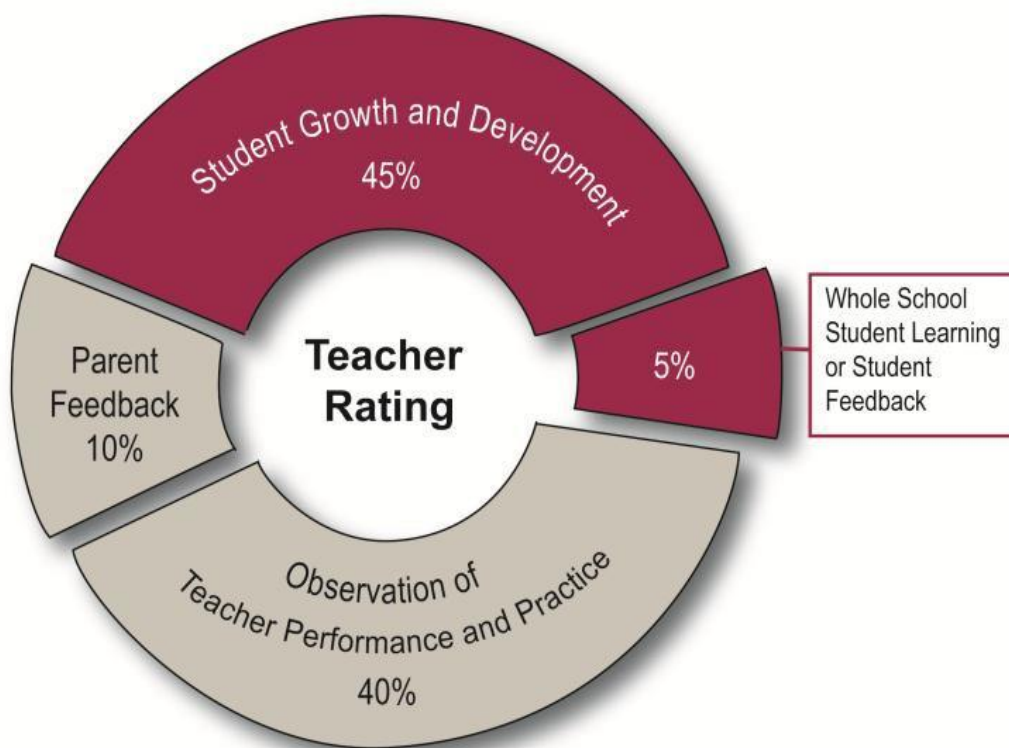 Student Growth and Development
45%
Parent
Feedback
10%
Teacher
Rating
5%
Whole School
Student Learning
or Student
Feedback
Observation of
Teacher Performance and Practice
40%